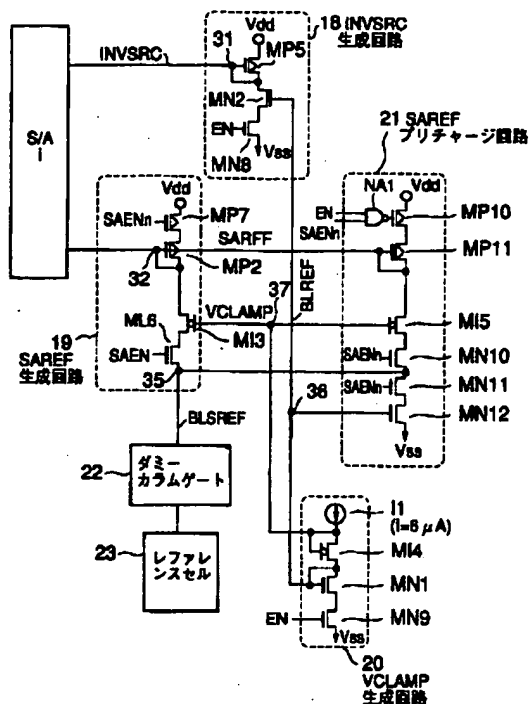 Vdd
18 INVSRC
生成回路
INVSRC
31
MP5
MN2
EN
MN8
Vss
S/A
21 SAREF
プリチャージ回路
NA1
Vdd
EN
SAENn
MP10
MP11
Vdd
MP7
SAENn
SARFF
32
MP2
VCLAMP
37
BLREF
ML6
MI3
MI5
19
SAREF
生成回路
SAEN
SAENn
MN10
35
SAENn
MN11
36
MN12
BLSREF
Vss
22
ダミー
カラムゲート
I1
(I=6μA)
MI4
23
レファレ
ンスセル
MN1
EN
MN9
Vss
20
VCLAMP
生成回路